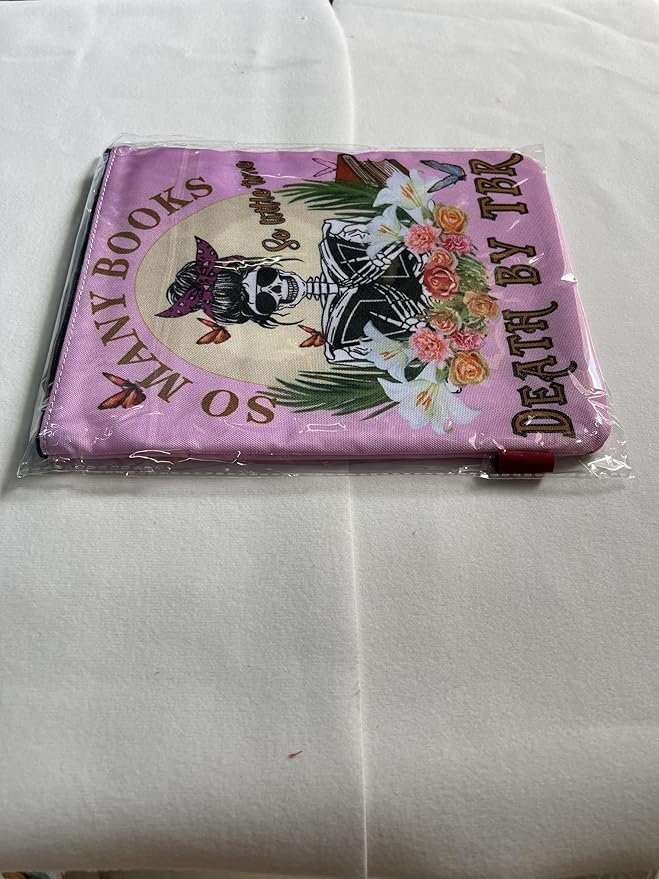 SO MANY BOOKS
So little time
DEATH BY TBR